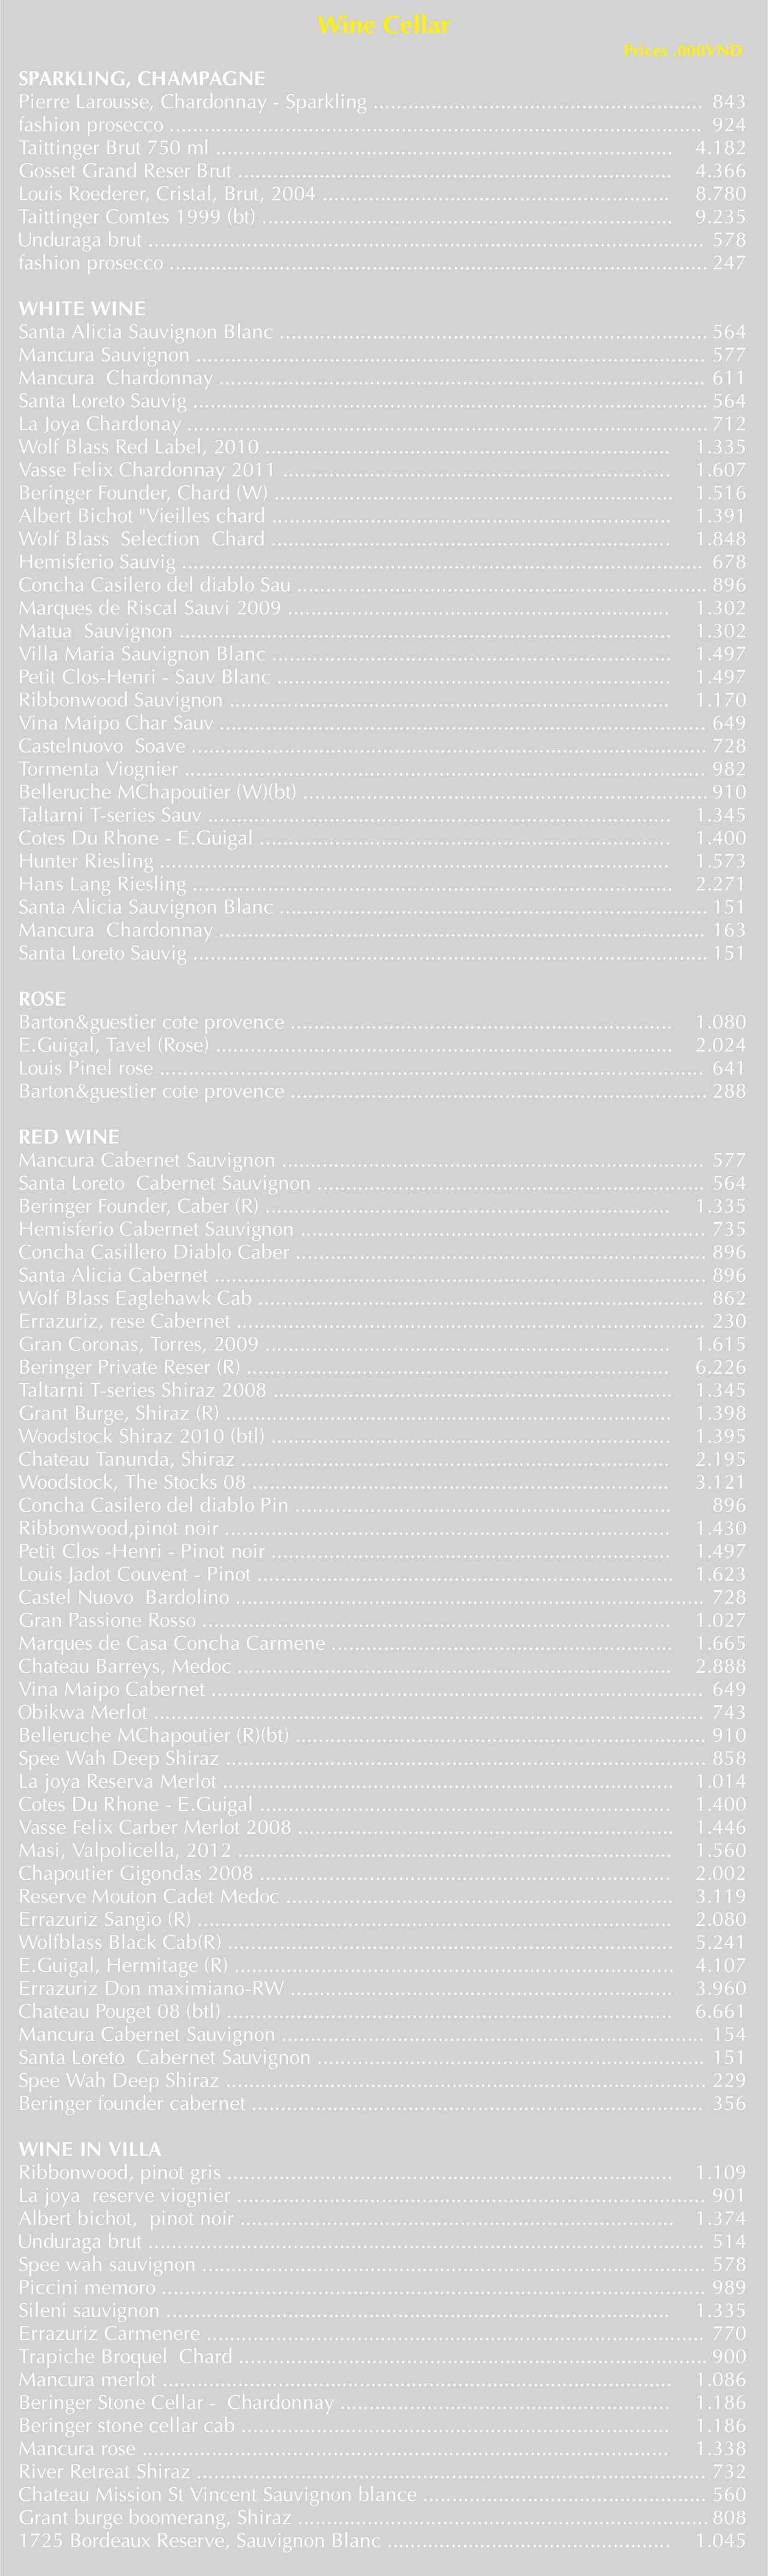 Wine Cellar
Prices ,000VND
SPARKLING, CHAMPAGNE
Pierre Larousse, Chardonnay - Sparkling ........ 843
fashion prosecco ........ 924
Taittinger Brut 750 ml ........ 4.182
Gosset Grand Reser Brut ........ 4.366
Louis Roederer, Cristal, Brut, 2004 ........ 8.780
Taittinger Comtes 1999 (bt) ........ 9.235
Unduraga brut ........ 578
fashion prosecco ........ 247
WHITE WINE
Santa Alicia Sauvignon Blanc ........ 564
Mancura Sauvignon ........ 577
Mancura  Chardonnay ........ 611
Santa Loreto Sauvig ........ 564
La Joya Chardonay ........ 712
Wolf Blass Red Label, 2010 ........ 1.335
Vasse Felix Chardonnay 2011 ........ 1.607
Beringer Founder, Chard (W) ........ 1.516
Albert Bichot "Vieilles chard ........ 1.391
Wolf Blass  Selection  Chard ........ 1.848
Hemisferio Sauvig ........ 678
Concha Casilero del diablo Sau ........ 896
Marques de Riscal Sauvi 2009 ........ 1.302
Matua  Sauvignon ........ 1.302
Villa Maria Sauvignon Blanc ........ 1.497
Petit Clos-Henri - Sauv Blanc ........ 1.497
Ribbonwood Sauvignon ........ 1.170
Vina Maipo Char Sauv ........ 649
Castelnuovo  Soave ........ 728
Tormenta Viognier ........ 982
Belleruche MChapoutier (W)(bt) ........ 910
Taltarni T-series Sauv ........ 1.345
Cotes Du Rhone - E.Guigal ........ 1.400
Hunter Riesling ........ 1.573
Hans Lang Riesling ........ 2.271
Santa Alicia Sauvignon Blanc ........ 151
Mancura  Chardonnay ........ 163
Santa Loreto Sauvig ........ 151
ROSE
Barton&guestier cote provence ........ 1.080
E.Guigal, Tavel (Rose) ........ 2.024
Louis Pinel rose ........ 641
Barton&guestier cote provence ........ 288
RED WINE
Mancura Cabernet Sauvignon ........ 577
Santa Loreto  Cabernet Sauvignon ........ 564
Beringer Founder, Caber (R) ........ 1.335
Hemisferio Cabernet Sauvignon ........ 735
Concha Casillero Diablo Caber ........ 896
Santa Alicia Cabernet ........ 896
Wolf Blass Eaglehawk Cab ........ 862
Errazuriz, rese Cabernet ........ 230
Gran Coronas, Torres, 2009 ........ 1.615
Beringer Private Reser (R) ........ 6.226
Taltarni T-series Shiraz 2008 ........ 1.345
Grant Burge, Shiraz (R) ........ 1.398
Woodstock Shiraz 2010 (btl) ........ 1.395
Chateau Tanunda, Shiraz ........ 2.195
Woodstock, The Stocks 08 ........ 3.121
Concha Casilero del diablo Pin ........ 896
Ribbonwood,pinot noir ........ 1.430
Petit Clos -Henri - Pinot noir ........ 1.497
Louis Jadot Couvent - Pinot ........ 1.623
Castel Nuovo  Bardolino ........ 728
Gran Passione Rosso ........ 1.027
Marques de Casa Concha Carmene ........ 1.665
Chateau Barreys, Medoc ........ 2.888
Vina Maipo Cabernet ........ 649
Obikwa Merlot ........ 743
Belleruche MChapoutier (R)(bt) ........ 910
Spee Wah Deep Shiraz ........ 858
La joya Reserva Merlot ........ 1.014
Cotes Du Rhone - E.Guigal ........ 1.400
Vasse Felix Carber Merlot 2008 ........ 1.446
Masi, Valpolicella, 2012 ........ 1.560
Chapoutier Gigondas 2008 ........ 2.002
Reserve Mouton Cadet Medoc ........ 3.119
Errazuriz Sangio (R) ........ 2.080
Wolfblass Black Cab(R) ........ 5.241
E.Guigal, Hermitage (R) ........ 4.107
Errazuriz Don maximiano-RW ........ 3.960
Chateau Pouget 08 (btl) ........ 6.661
Mancura Cabernet Sauvignon ........ 154
Santa Loreto  Cabernet Sauvignon ........ 151
Spee Wah Deep Shiraz ........ 229
Beringer founder cabernet ........ 356
WINE IN VILLA
Ribbonwood, pinot gris ........ 1.109
La joya  reserve viognier ........ 901
Albert bichot,  pinot noir ........ 1.374
Unduraga brut ........ 514
Spee wah sauvignon ........ 578
Piccini memoro ........ 989
Sileni sauvignon ........ 1.335
Errazuriz Carmenere ........ 770
Trapiche Broquel  Chard ........ 900
Mancura merlot ........ 1.086
Beringer Stone Cellar -  Chardonnay ........ 1.186
Beringer stone cellar cab ........ 1.186
Mancura rose ........ 1.338
River Retreat Shiraz ........ 732
Chateau Mission St Vincent Sauvignon blance ........ 560
Grant burge boomerang, Shiraz ........ 808
1725 Bordeaux Reserve, Sauvignon Blanc ........ 1.045